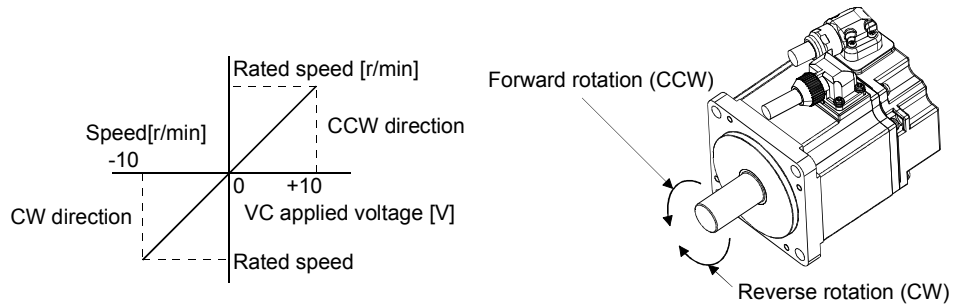 Rated speed [r/min]
CCW direction
Speed[r/min]
-10
0
+10
CW direction
VC applied voltage [V]
Rated speed
Forward rotation (CCW)
Reverse rotation (CW)